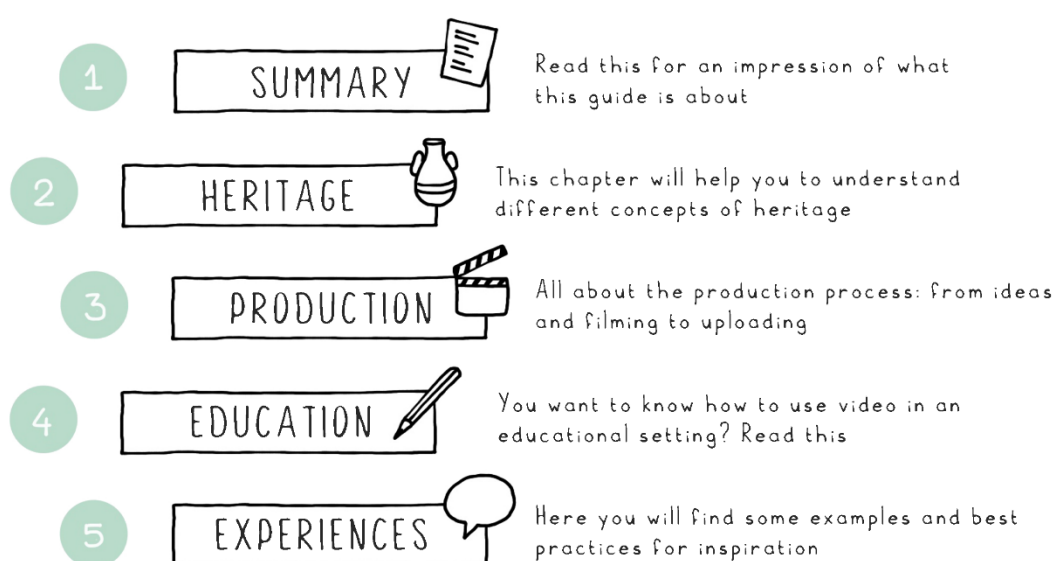 1
SUMMARY
Read this for an impression of what
this guide is about
2
HERITAGE
This chapter will help you to understand
different concepts of heritage
3
PRODUCTION
All about the production process: from ideas
and filming to uploading
4
EDUCATION
You want to know how to use video in an
educational setting? Read this
5
EXPERIENCES
Here you will find some examples and best
practices for inspiration